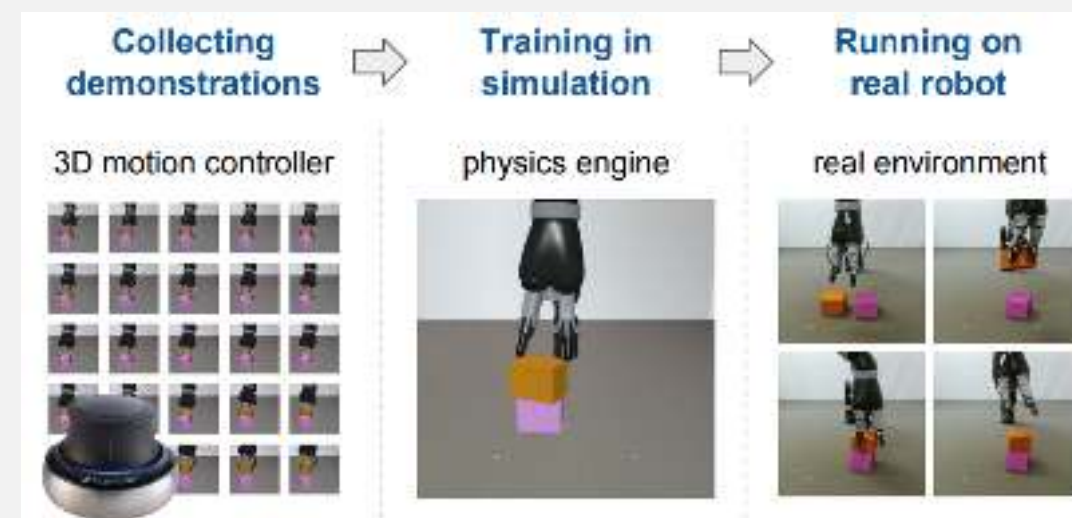 Collecting
demonstrations
Training in
simulation
Running on
real robot
3D motion controller
physics engine
real environment